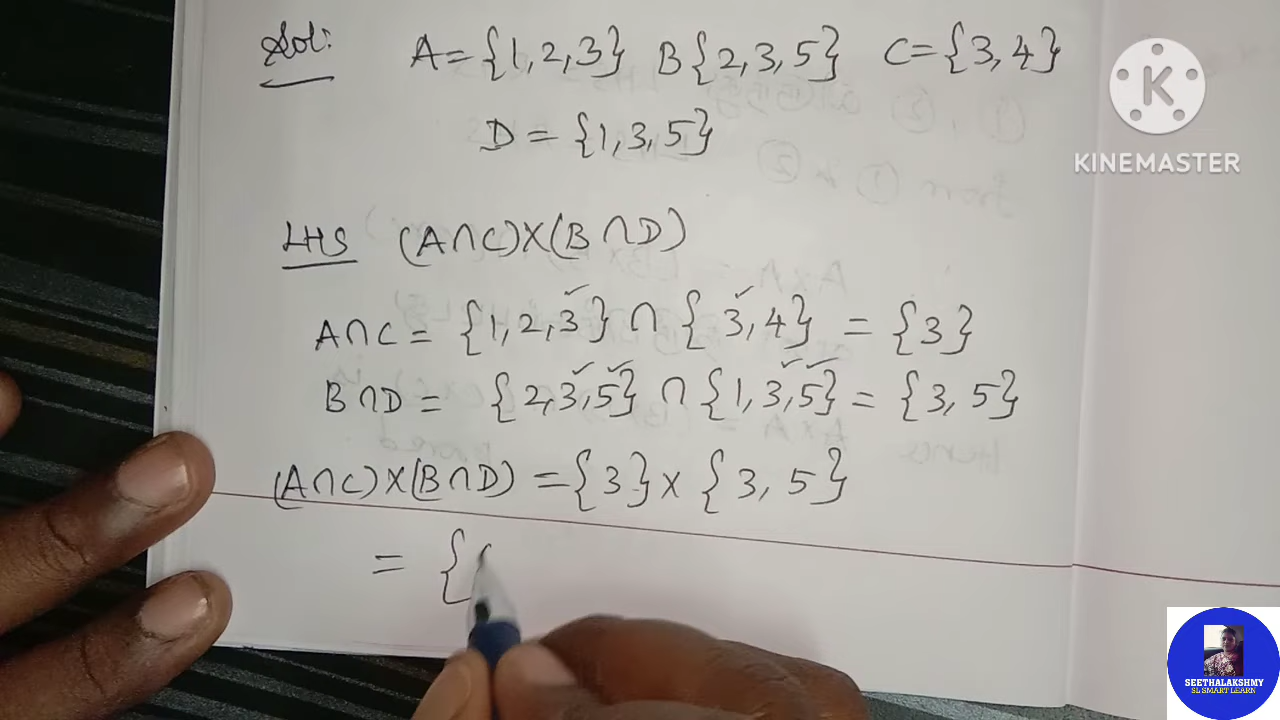 Sol: A = {1, 2, 3} B {2, 3, 5} C = {3, 4}
D = {1, 3, 5}
LHS (A∩C)X(B∩D)
A∩C = {1, 2, 3} ∩ {3, 4} = {3}
B∩D = {2, 3, 5} ∩ {1, 3, 5} = {3, 5}
(A∩C)X(B∩D) = {3} x {3, 5}
= {(
KINEMASTER
SEETHALAKSHMY
SL SMART LEARN